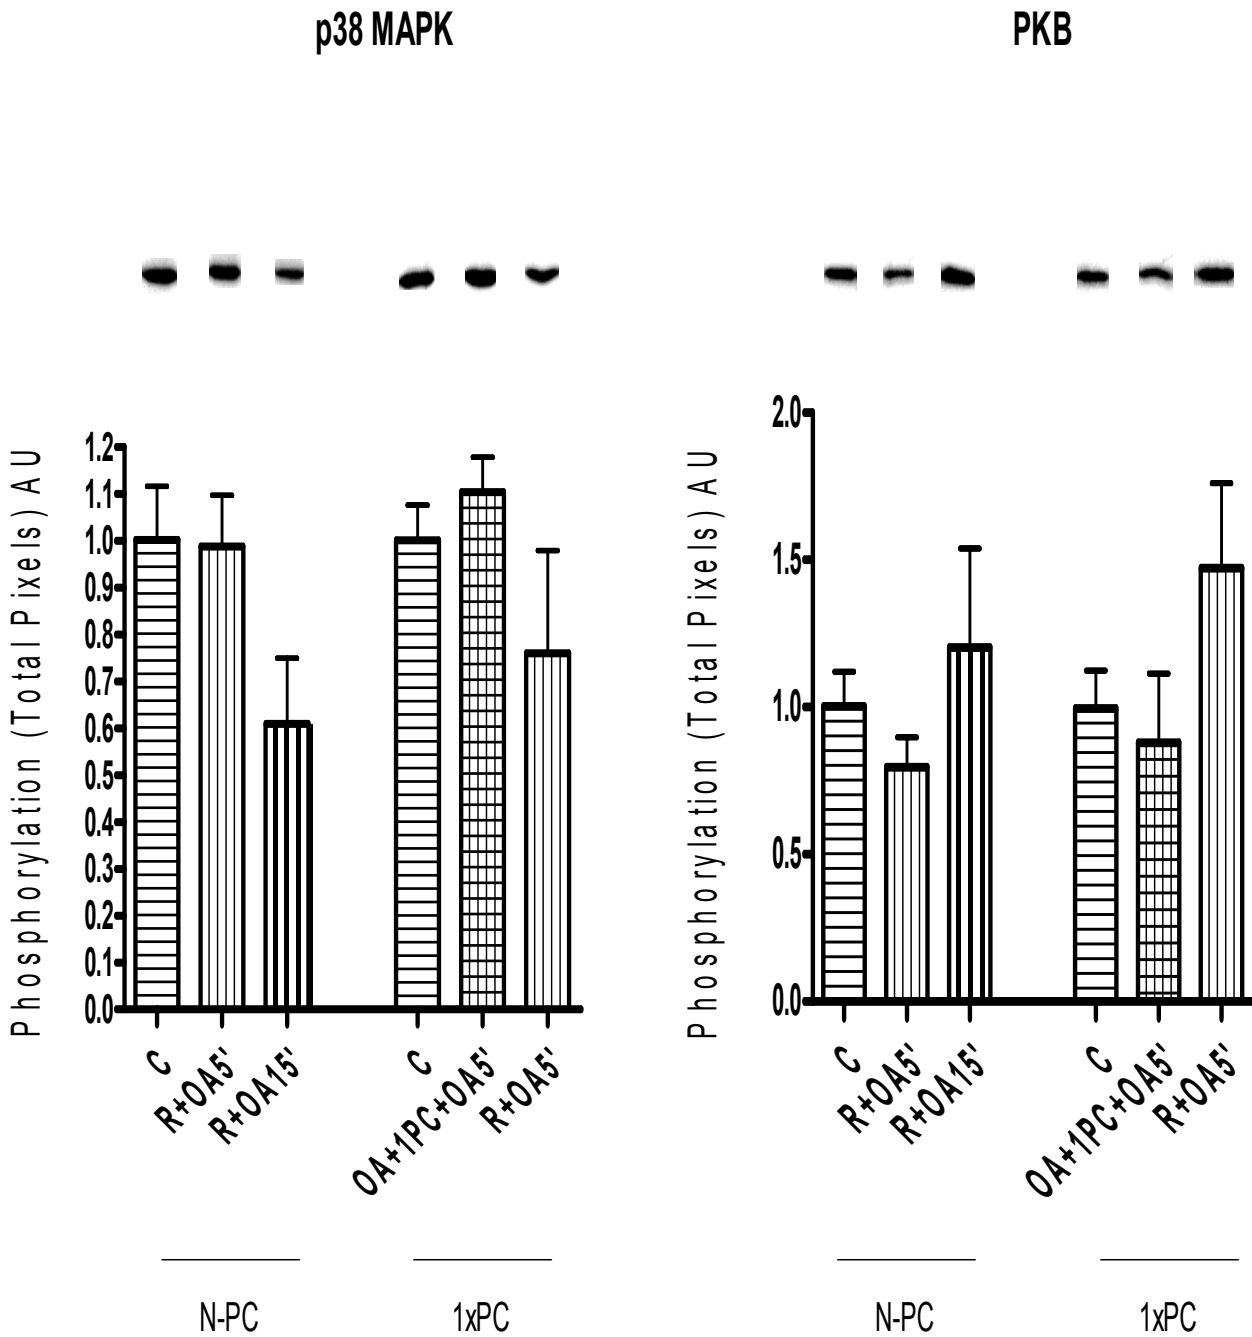 p38 MAPK
PKB
Phosphorylation (Total Pixels) AU
1.2
1.1
1.0
0.9
0.8
0.7
0.6
0.5
0.4
0.3
0.2
0.1
0.0
C
R+OA5'
R+OA15'
C
OA+1PC+OA5'
R+OA5'
N-PC
1xPC
Phosphorylation (Total Pixels) AU
2.0
1.5
1.0
0.5
0.0
C
R+OA5'
R+OA15'
C
OA+1PC+OA5'
R+OA5'
N-PC
1xPC